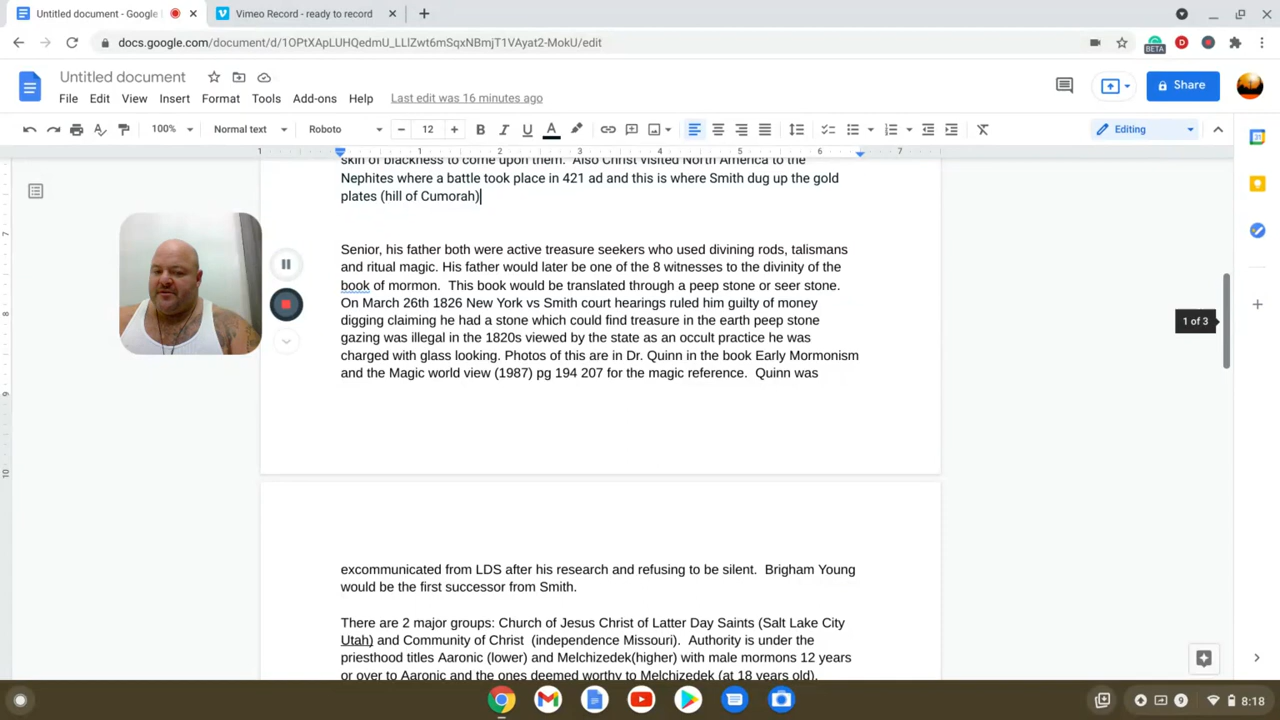 Untitled document - Google
Vimeo Record - ready to record
docs.google.com/document/d/1OPtXApLUHQedmU_LLlZwt6mSqxNBmjT1VAyat2-MokU/edit
BETA
Untitled document
File Edit View Insert Format Tools Add-ons Help Last edit was 16 minutes ago
Share
100% Normal text Roboto 12 Editing
1 1 2 3 4 5 6 7
skin of blackness to come upon them. Also Christ visited North America to the
Nephites where a battle took place in 421 ad and this is where Smith dug up the gold
plates (hill of Cumorah)
Senior, his father both were active treasure seekers who used divining rods, talismans
and ritual magic. His father would later be one of the 8 witnesses to the divinity of the
book of mormon. This book would be translated through a peep stone or seer stone.
On March 26th 1826 New York vs Smith court hearings ruled him guilty of money
digging claiming he had a stone which could find treasure in the earth peep stone
gazing was illegal in the 1820s viewed by the state as an occult practice he was
charged with glass looking. Photos of this are in Dr. Quinn in the book Early Mormonism
and the Magic world view (1987) pg 194 207 for the magic reference. Quinn was
1 of 3
excommunicated from LDS after his research and refusing to be silent. Brigham Young
would be the first successor from Smith.
There are 2 major groups: Church of Jesus Christ of Latter Day Saints (Salt Lake City
Utah) and Community of Christ (independence Missouri). Authority is under the
priesthood titles Aaronic (lower) and Melchizedek(higher) with male mormons 12 years
or over to Aaronic and the ones deemed worthy to Melchizedek (at 18 years old).
9 8:18